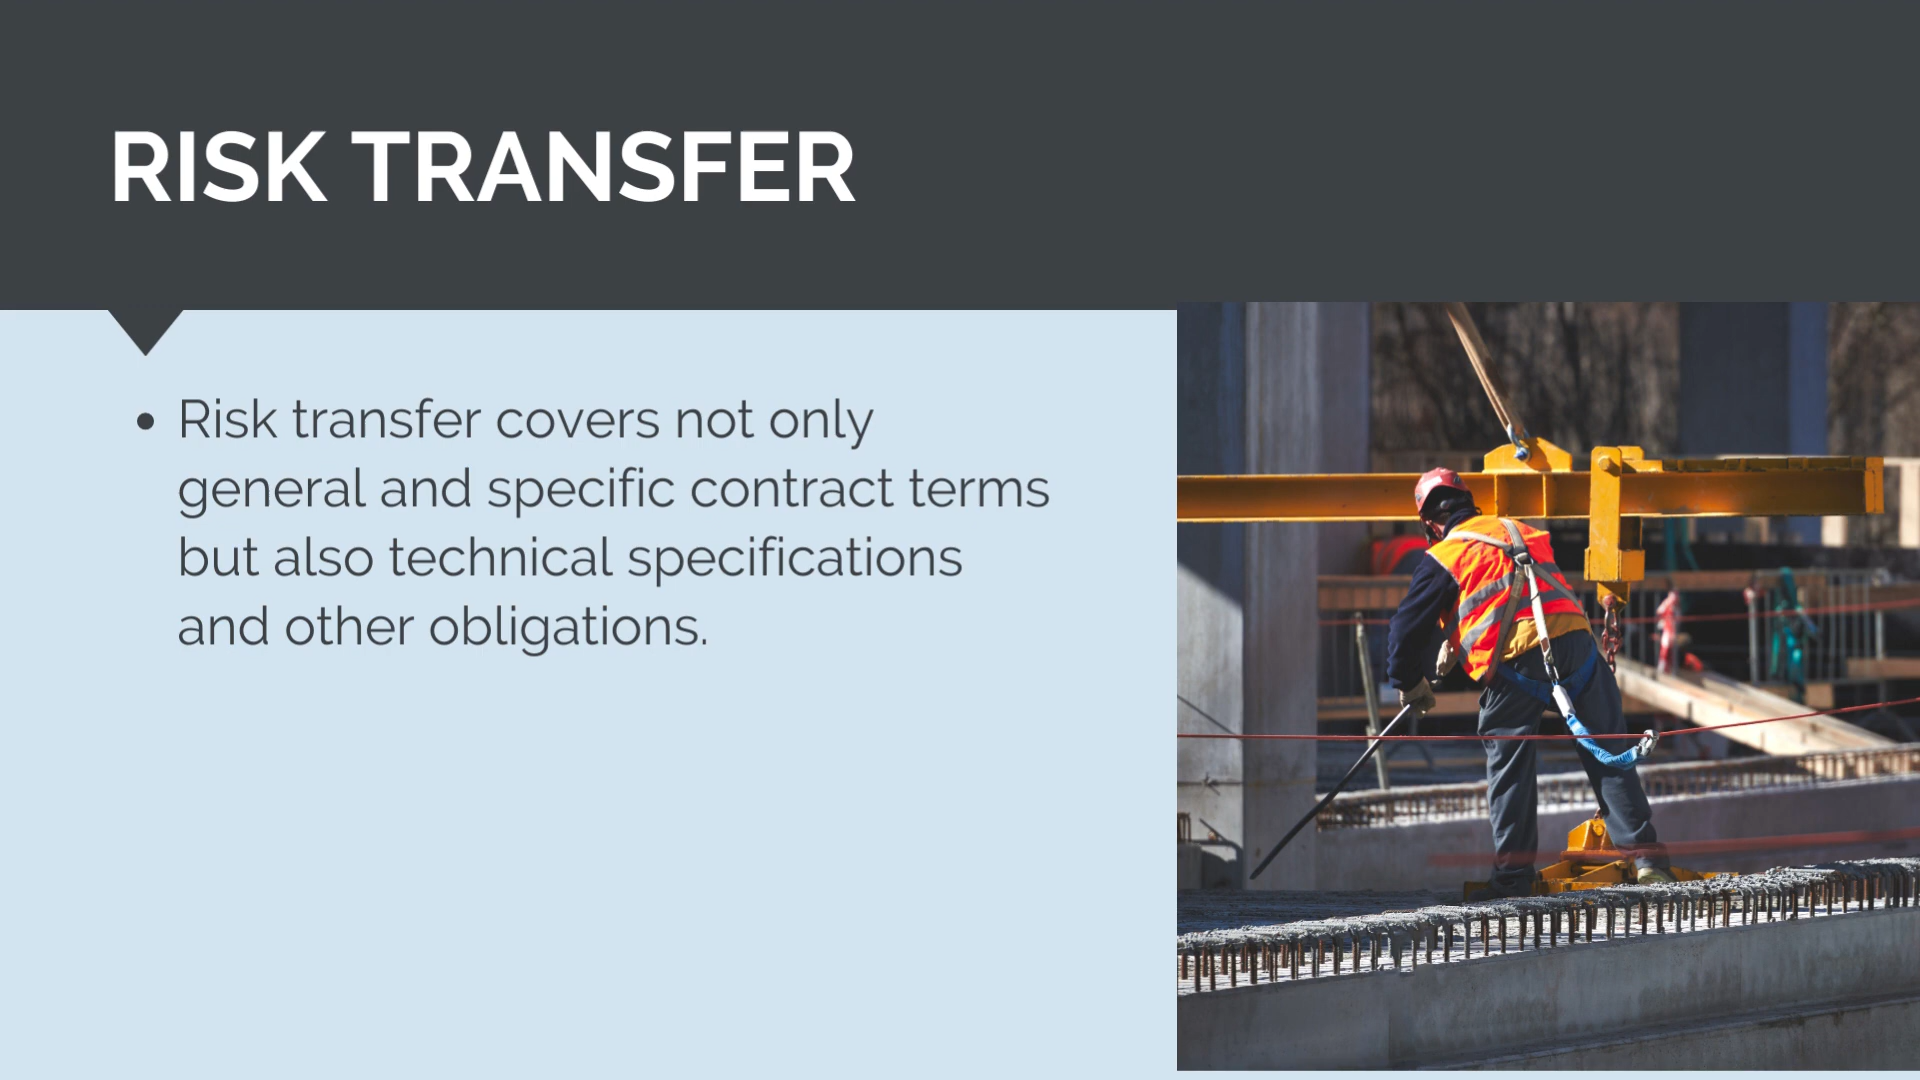 RISK TRANSFER
• Risk transfer covers not only
general and specific contract terms
but also technical specifications
and other obligations.